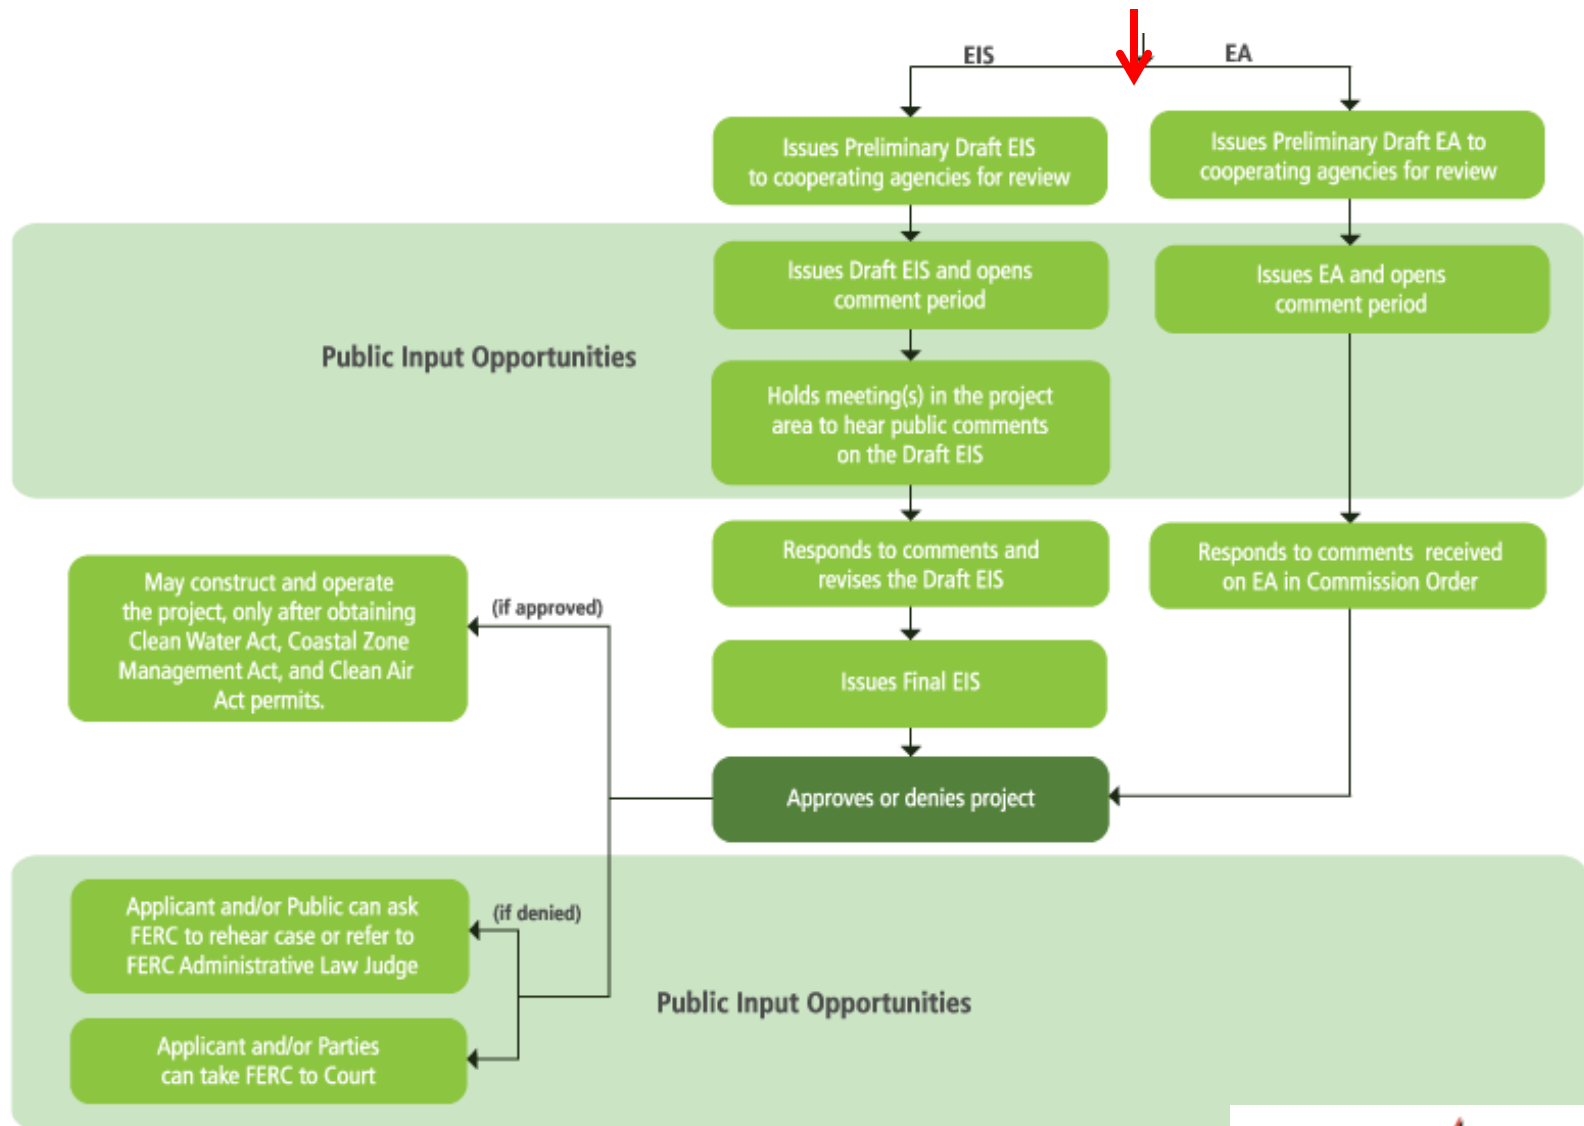 EIS
EA
Issues Preliminary Draft EIS
to cooperating agencies for review
Issues Preliminary Draft EA to
cooperating agencies for review
Issues Draft EIS and opens
comment period
Issues EA and opens
comment period
Public Input Opportunities
Holds meeting(s) in the project
area to hear public comments
on the Draft EIS
Responds to comments and
revises the Draft EIS
Responds to comments received
on EA in Commission Order
May construct and operate
the project, only after obtaining
Clean Water Act, Coastal Zone
Management Act, and Clean Air
Act permits.
(if approved)
Issues Final EIS
Approves or denies project
Applicant and/or Public can ask
FERC to rehear case or refer to
FERC Administrative Law Judge
(if denied)
Public Input Opportunities
Applicant and/or Parties
can take FERC to Court